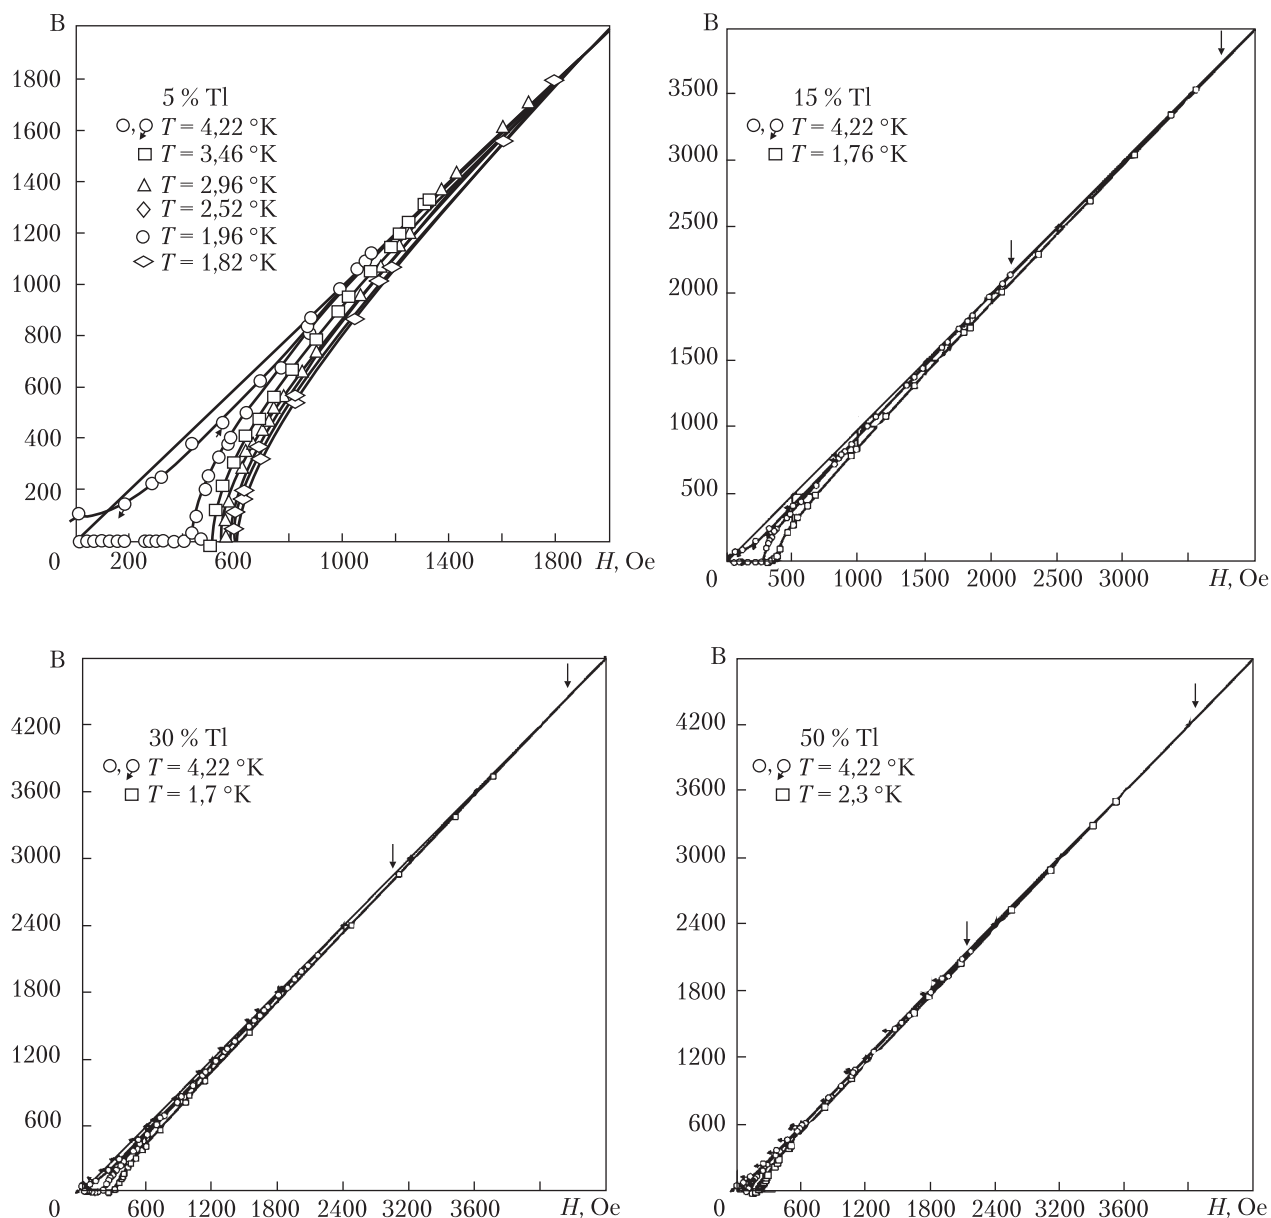 B
1800
1600
1400
1200
1000
800
600
400
200
0
200
600
1000
1400
1800
H, Oe
5 % Tl
, T = 4,22 °K
T = 3,46 °K
T = 2,96 °K
T = 2,52 °K
T = 1,96 °K
T = 1,82 °K
B
3500
3000
2500
2000
1500
1000
500
0
500
1000
1500
2000
2500
3000
H, Oe
15 % Tl
, T = 4,22 °K
T = 1,76 °K
B
4200
3600
3000
2400
1800
1200
600
0
600
1200
1800
2400
3000
3600
H, Oe
30 % Tl
, T = 4,22 °K
T = 1,7 °K
B
4200
3600
3000
2400
1800
1200
600
0
600
1200
1800
2400
3000
3600
H, Oe
50 % Tl
, T = 4,22 °K
T = 2,3 °K